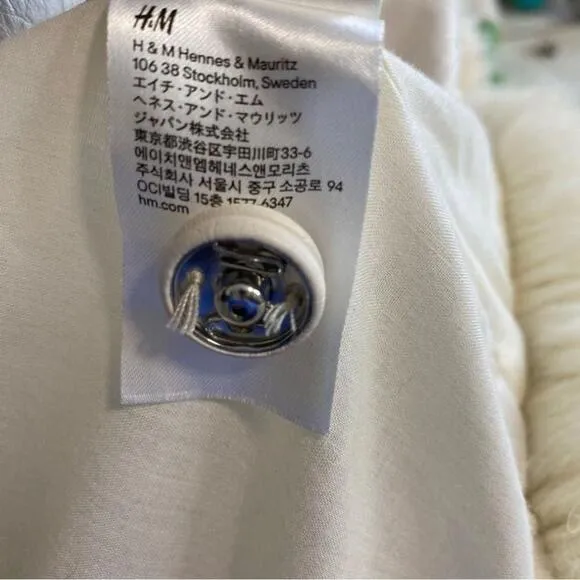 H&M
H & M Hennes & Mauritz
106 38 Stockholm, Sweden
エイチ・アンド・エム
ヘネス・アンド・マウリッツ
ジャパン株式会社
東京都渋谷区宇田川町33-6
에이치앤엠헤네스앤모리츠
주식회사 서울시 중구 소공로 94
OCI빌딩 15층 1577-6347
hm.com